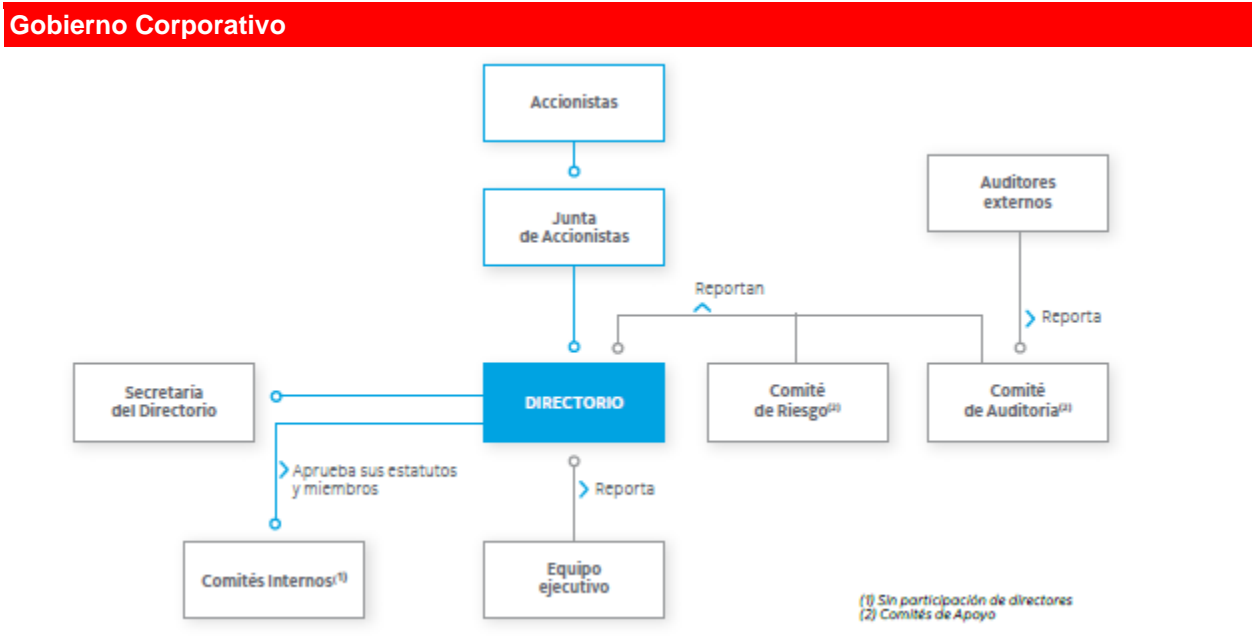 Gobierno Corporativo
Accionistas
Auditores
externos
Junta
de Accionistas
Reportan
Reporta
Secretaría
del Directorio
DIRECTORIO
Comité
de Riesgo(2)
Comité
de Auditoria(2)
Aprueba sus estatutos
y miembros
Reporta
Comités Internos(1)
Equipo
ejecutivo
(1) Sin participación de directores
(2) Comités de Apoyo